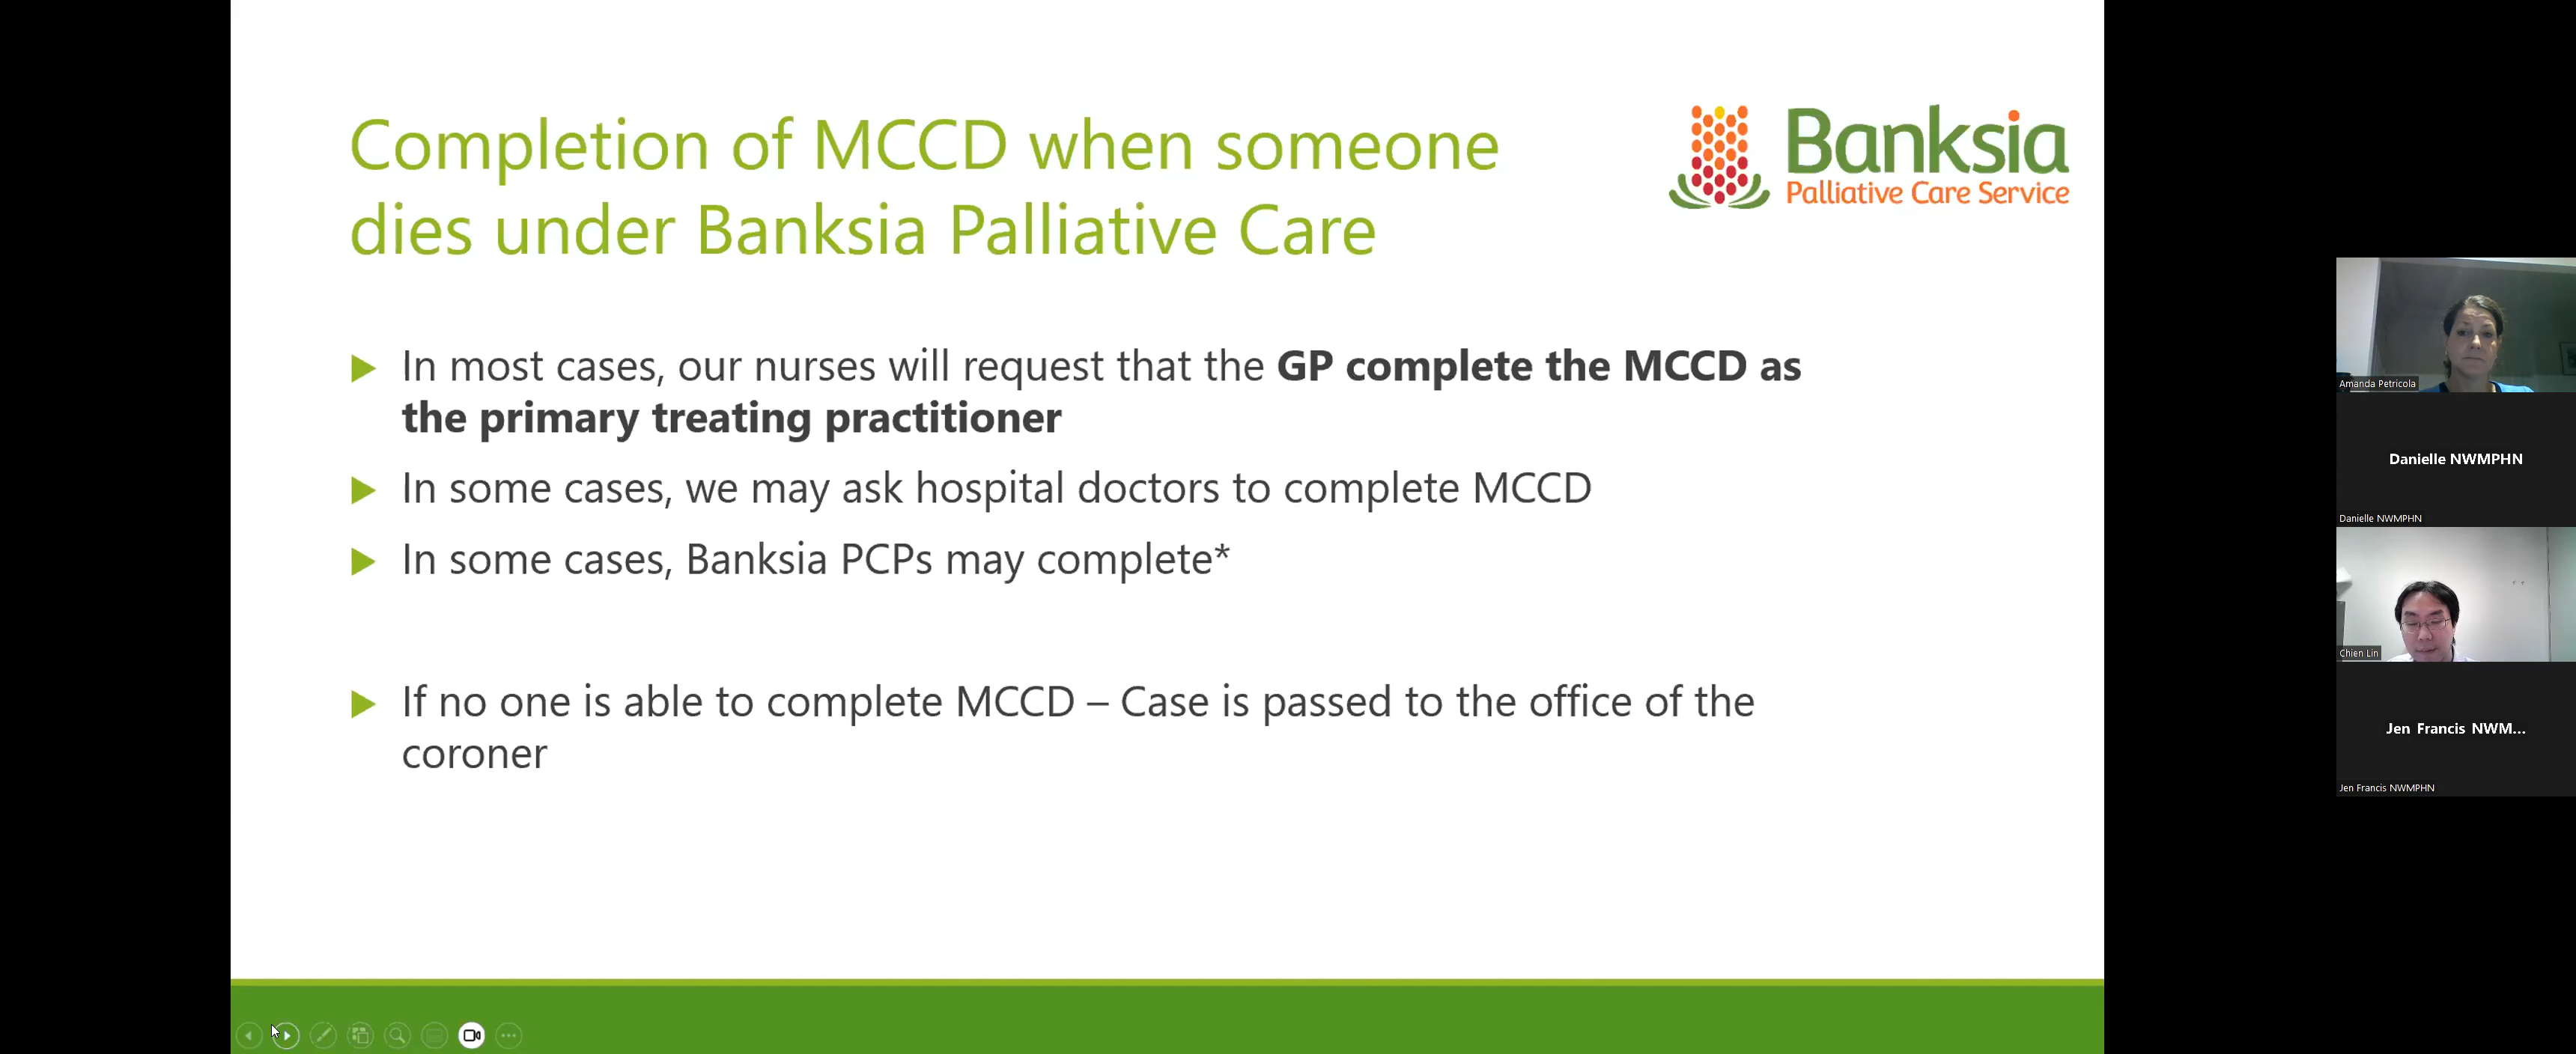 Completion of MCCD when someone
dies under Banksia Palliative Care
Banksia
Palliative Care Service
In most cases, our nurses will request that the GP complete the MCCD as
the primary treating practitioner
In some cases, we may ask hospital doctors to complete MCCD
In some cases, Banksia PCPs may complete*
If no one is able to complete MCCD – Case is passed to the office of the
coroner
Amanda Petricola
Danielle NWMPHN
Danielle NWMPHN
Chien Lin
Jen Francis NWM...
Jen Francis NWMPHN